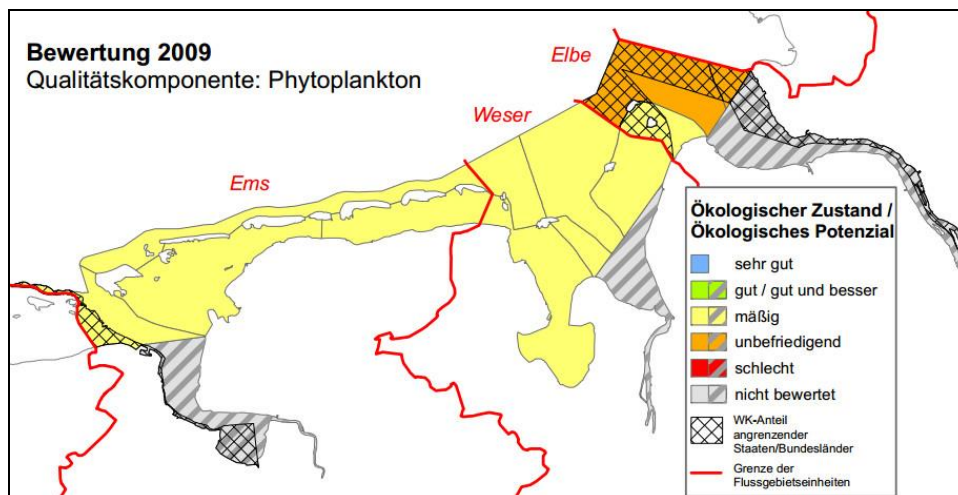 Bewertung 2009
Qualitätskomponente: Phytoplankton
Elbe
Weser
Ems
Ökologischer Zustand /
Ökologisches Potenzial
sehr gut
gut / gut und besser
mäßig
unbefriedigend
schlecht
nicht bewertet
WK-Anteil
angrenzender
Staaten/Bundesländer
Grenze der
Flussgebietseinheiten